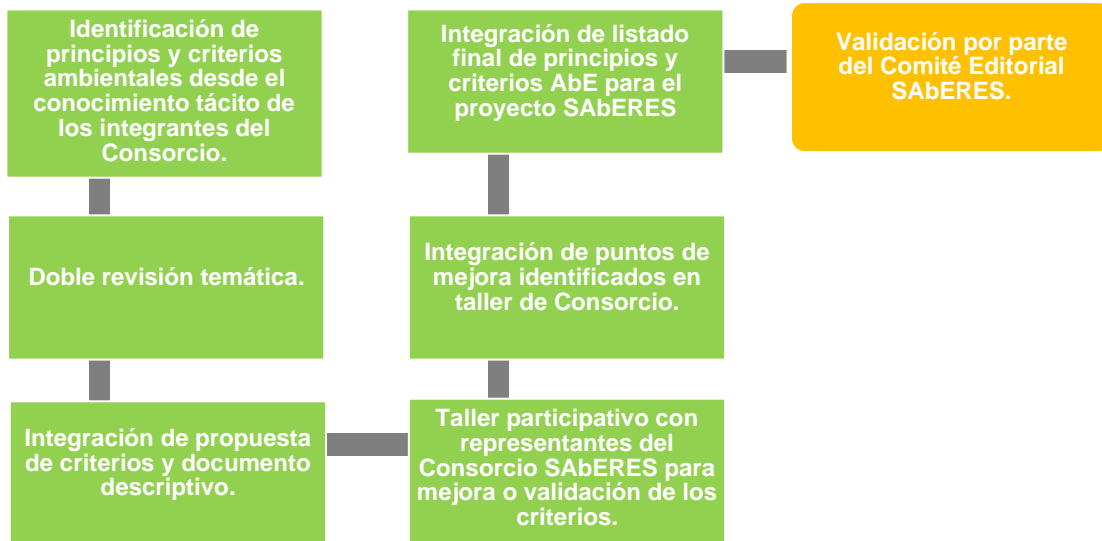 Identificación de
principios y criterios
ambientales desde el
conocimiento tácito de
los integrantes del
Consorcio.
Doble revisión temática.
Integración de propuesta
de criterios y documento
descriptivo.
Taller participativo con
representantes del
Consorcio SAbERES para
mejora o validación de los
criterios.
Integración de puntos de
mejora identificados en
taller de Consorcio.
Integración de listado
final de principios y
criterios AbE para el
proyecto SAbERES
Validación por parte
del Comité Editorial
SAbERES.